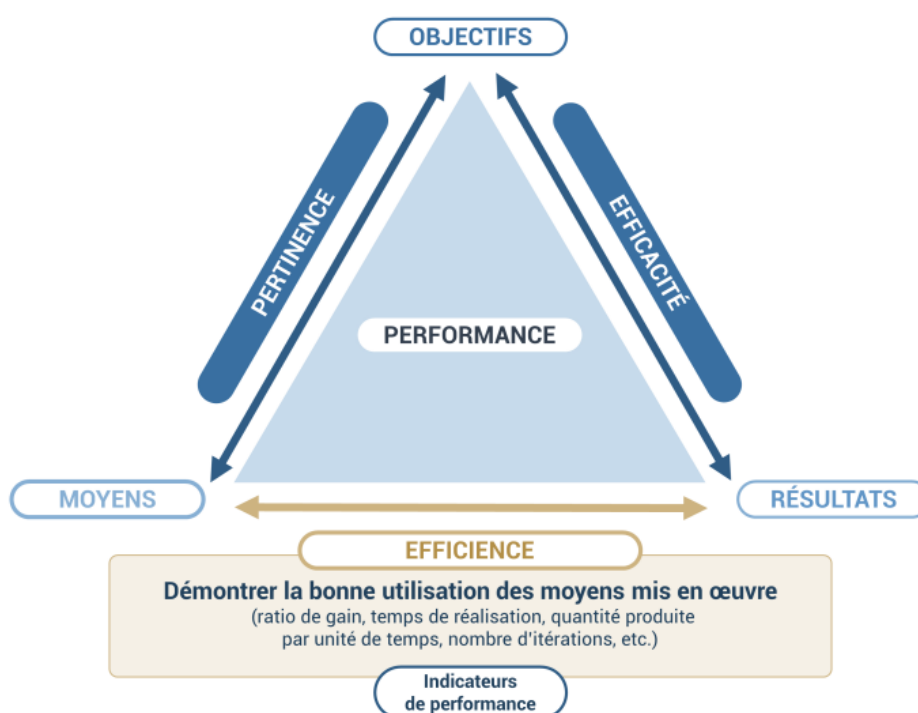 OBJECTIFS
PERTINENCE
EFFICACITÉ
PERFORMANCE
MOYENS
RÉSULTATS
EFFICIENCE
Démontrer la bonne utilisation des moyens mis en œuvre
(ratio de gain, temps de réalisation, quantité produite
par unité de temps, nombre d'itérations, etc.)
Indicateurs
de performance